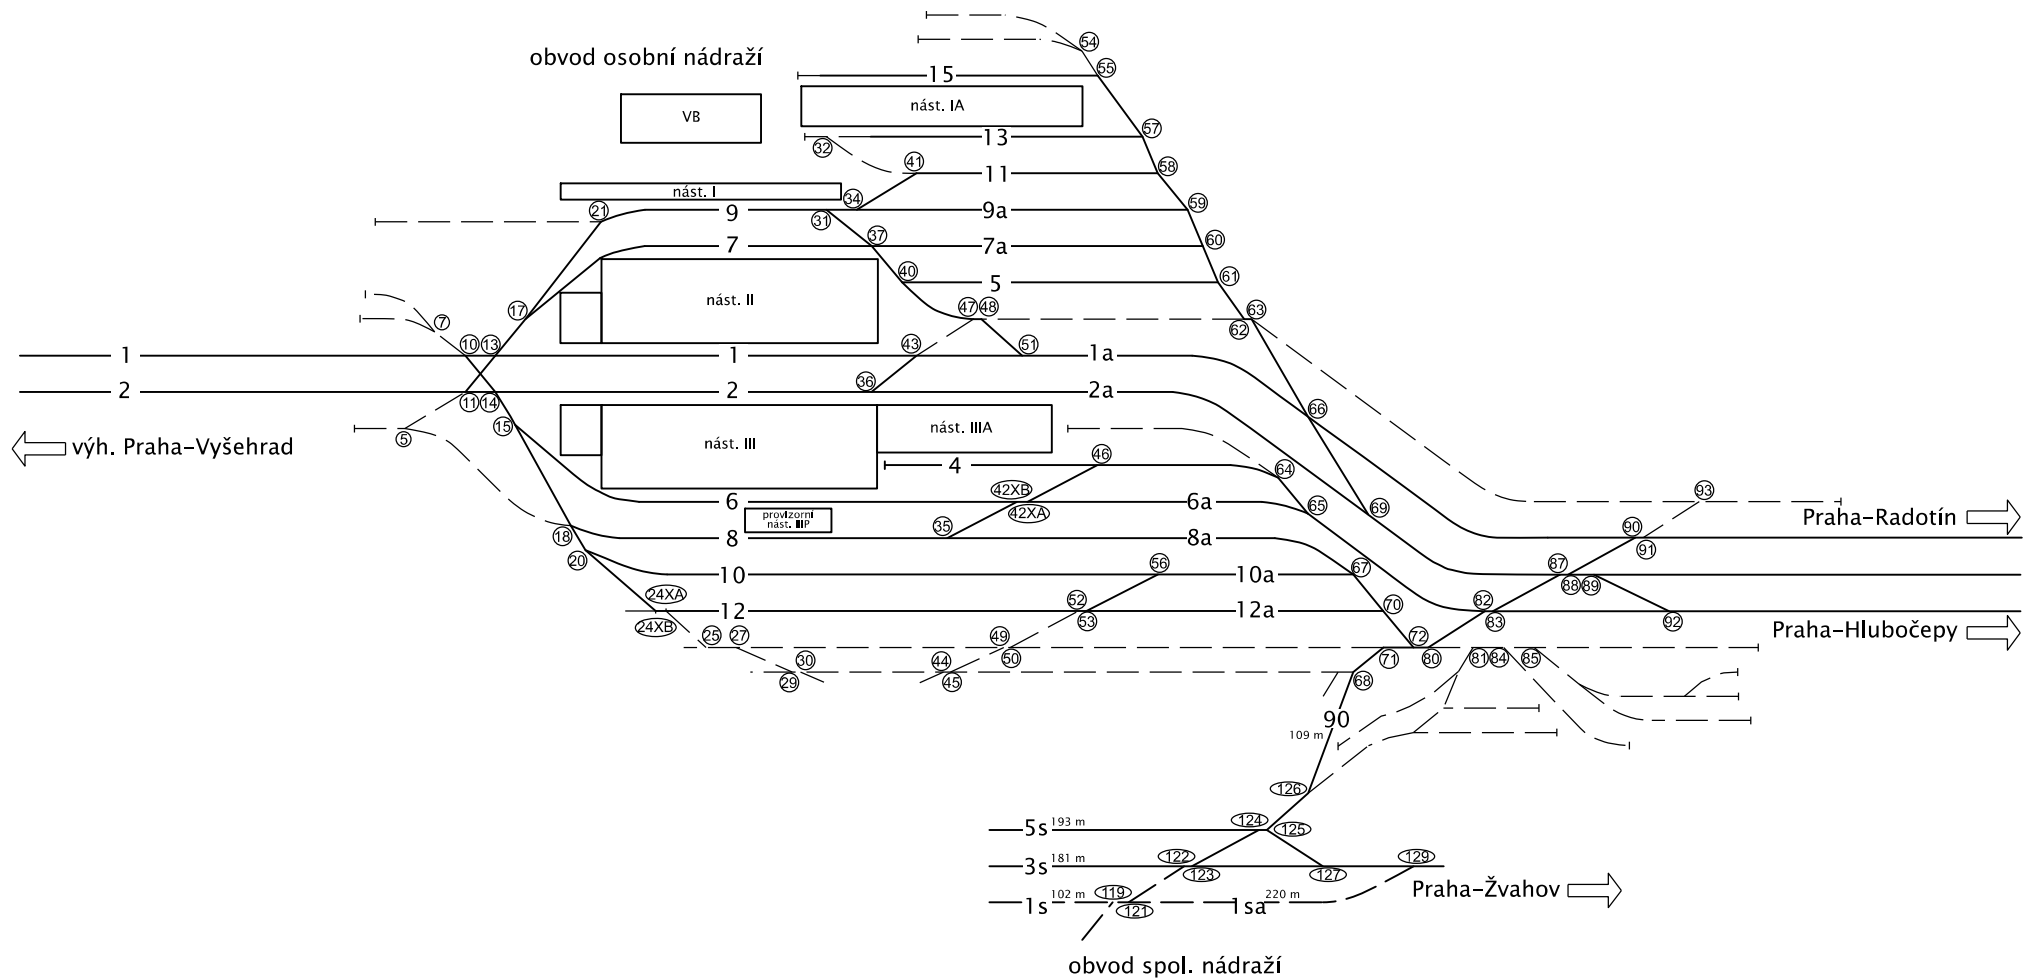 54
obvod osobní nádraží
15
55
nást. IA
VB
13
57
32
41
11
58
nást. I
34
21
9
31
9a
59
37
7
7a
60
40
5
61
nást. II
17
47
48
63
7
62
10
13
43
51
1
1
1a
36
2
2
2a
11
14
66
15
5
nást. III
nást. IIIA
výh. Praha-Vyšehrad
46
4
64
42XB
93
6
6a
65
42XA
provizorní
nást. IIIP
69
Praha-Radotín
35
90
18
8
8a
91
20
56
67
87
10
10a
88
89
24XA
52
82
12
12a
70
24XB
53
83
92
25
27
49
72
Praha-Hlubočepy
30
44
50
71
80
81
84
85
29
45
68
90
109 m
126
124
5s
193 m
125
122
129
3s
181 m
123
127
119
Praha-Žvahov
1s
102 m
121
1sa
220 m
obvod spol. nádraží